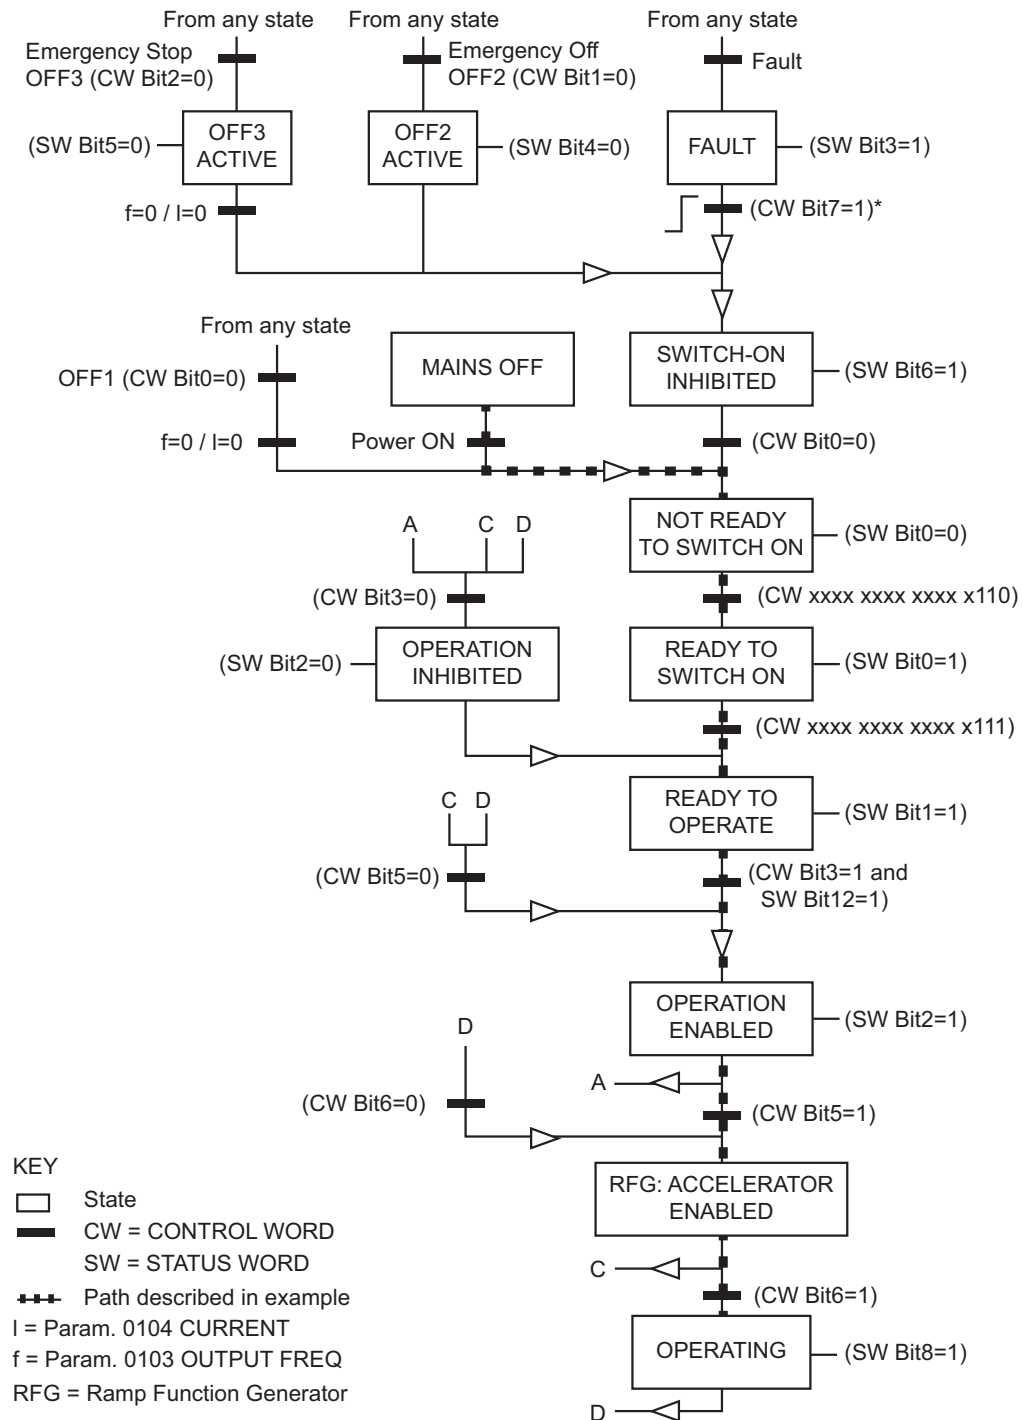 From any state
From any state
From any state
Emergency Stop
OFF3 (CW Bit2=0)
Emergency Off
OFF2 (CW Bit1=0)
Fault
(SW Bit5=0)
OFF3
ACTIVE
OFF2
ACTIVE
(SW Bit4=0)
FAULT
(SW Bit3=1)
f=0 / I=0
(CW Bit7=1)*
From any state
OFF1 (CW Bit0=0)
MAINS OFF
SWITCH-ON
INHIBITED
(SW Bit6=1)
f=0 / I=0
Power ON
(CW Bit0=0)
A
C
D
NOT READY
TO SWITCH ON
(SW Bit0=0)
(CW Bit3=0)
(CW xxxx xxxx xxxx x110)
(SW Bit2=0)
OPERATION
INHIBITED
READY TO
SWITCH ON
(SW Bit0=1)
(CW xxxx xxxx xxxx x111)
C D
READY TO
OPERATE
(SW Bit1=1)
(CW Bit5=0)
(CW Bit3=1 and
SW Bit12=1)
D
OPERATION
ENABLED
(SW Bit2=1)
A
(CW Bit6=0)
(CW Bit5=1)
KEY
State
CW = CONTROL WORD
SW = STATUS WORD
Path described in example
I = Param. 0104 CURRENT
f = Param. 0103 OUTPUT FREQ
RFG = Ramp Function Generator
RFG: ACCELERATOR
ENABLED
C
(CW Bit6=1)
OPERATING
(SW Bit8=1)
D